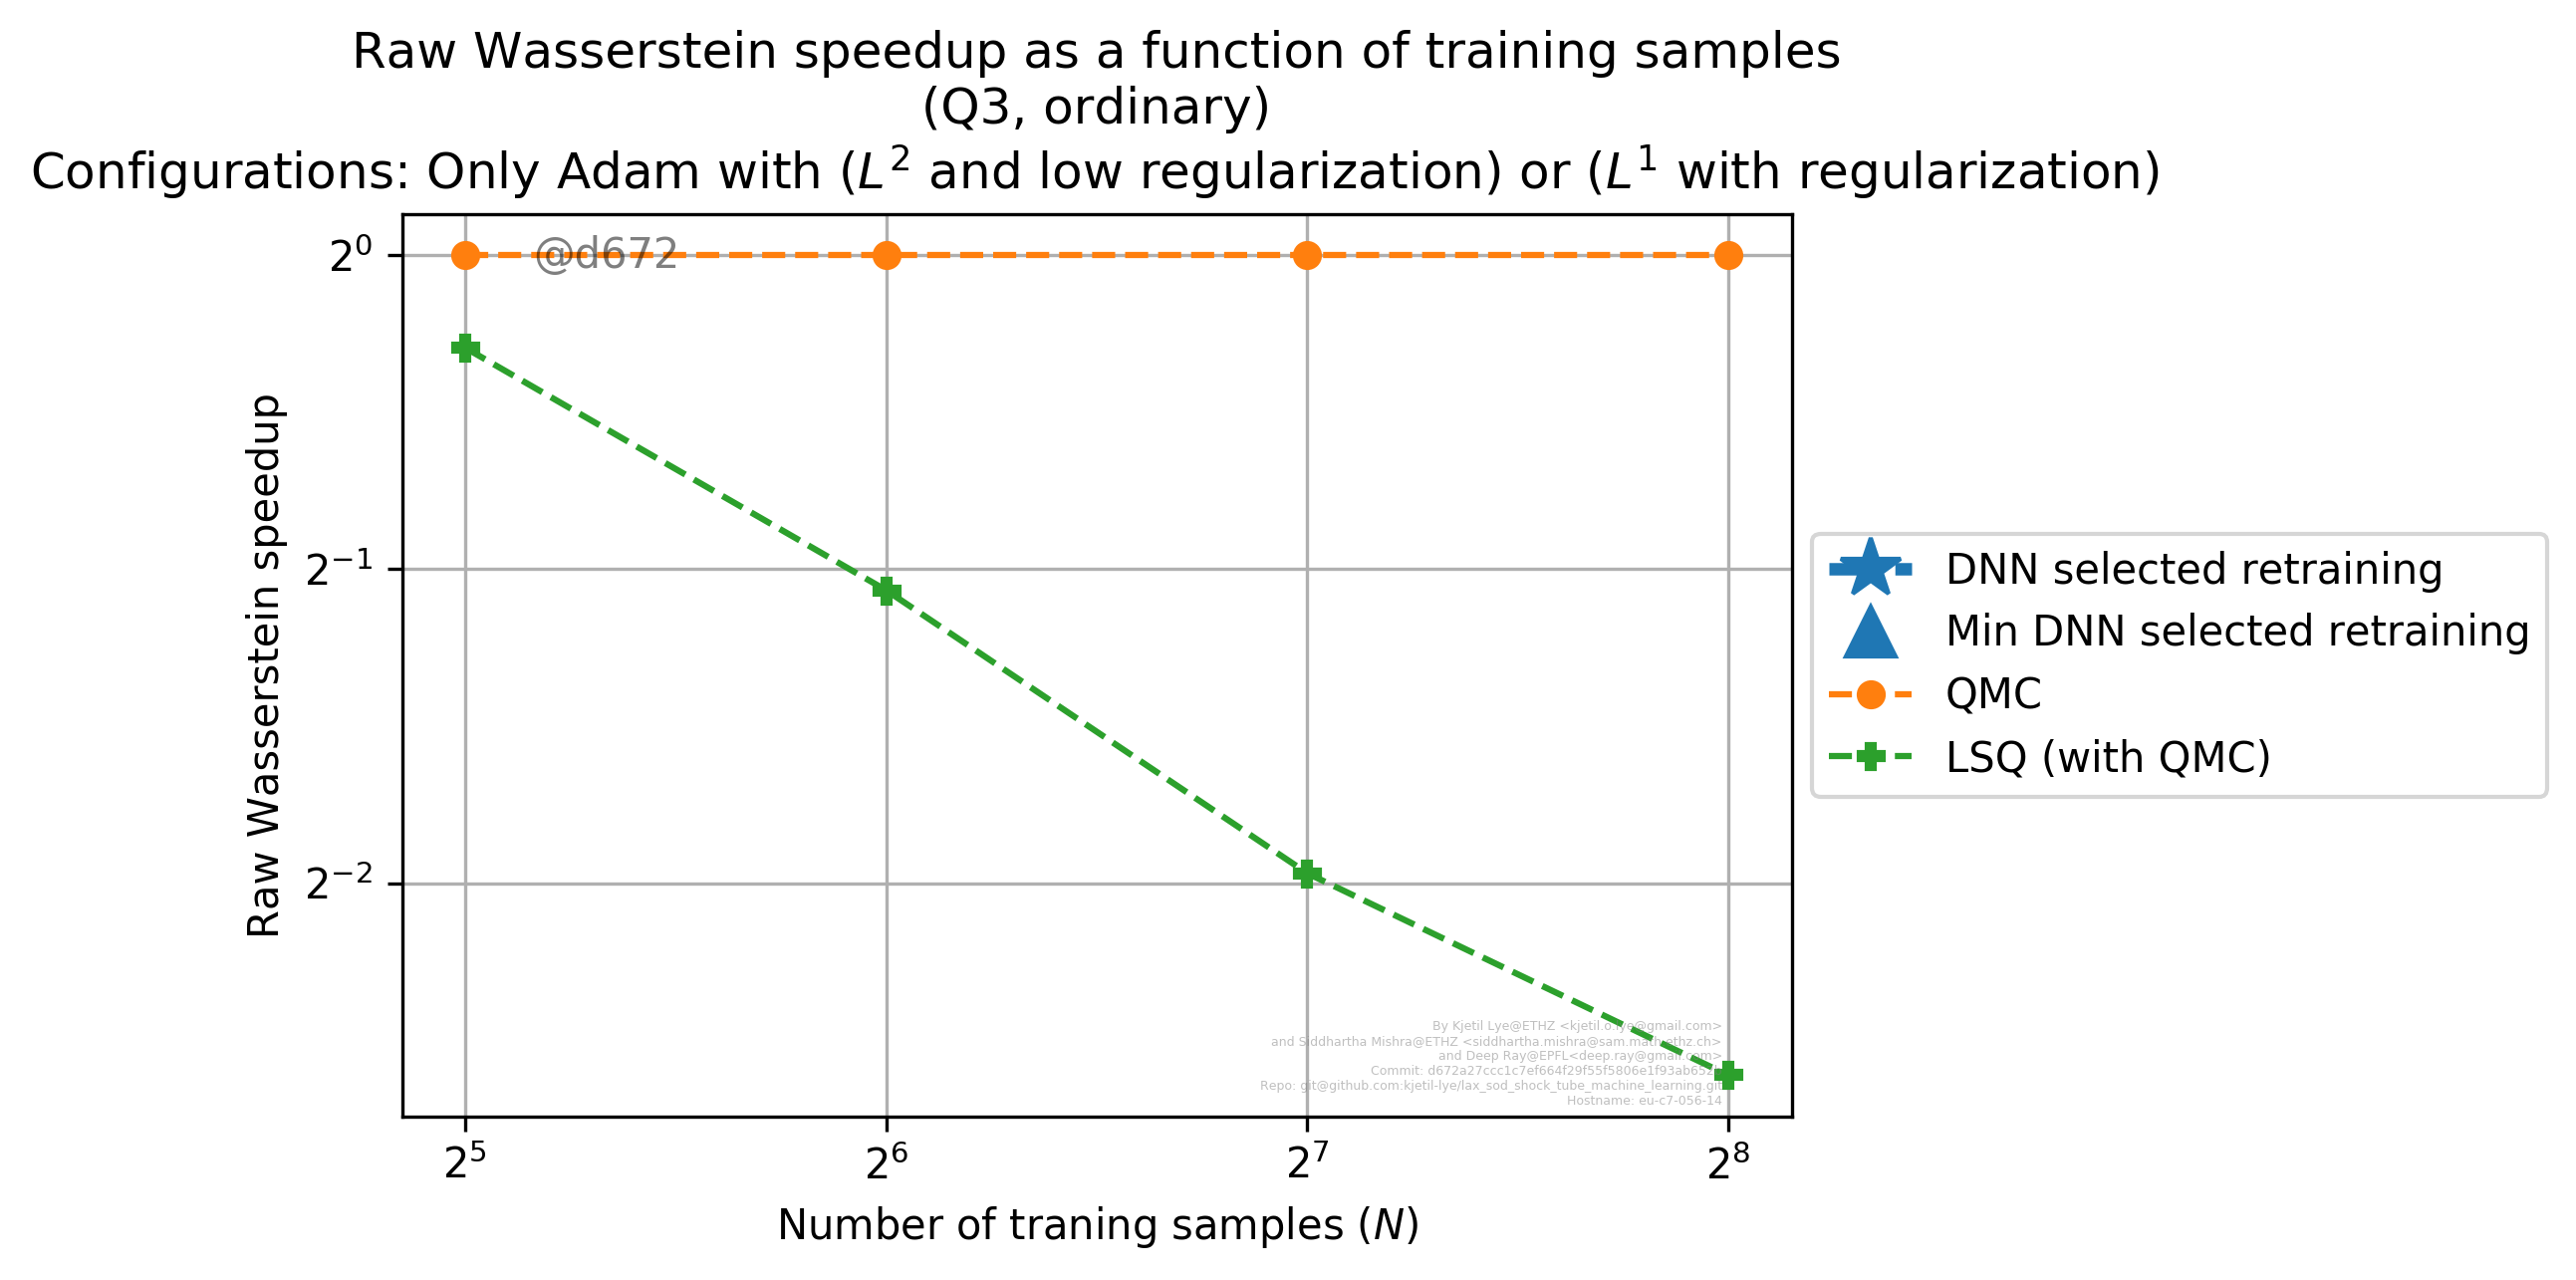 Raw Wasserstein speedup as a function of training samples
(Q3, ordinary)
Configurations: Only Adam with (L² and low regularization) or (L¹ with regularization)
2⁰
@d672
2⁻¹
2⁻²
Raw Wasserstein speedup
DNN selected retraining
Min DNN selected retraining
QMC
LSQ (with QMC)
By Kjetil Lye@ETHZ <kjetil.o.lye@gmail.com>
and Siddhartha Mishra@ETHZ <siddhartha.mishra@sam.math.ethz.ch>
and Deep Ray@EPFL<deep.ray@gmail.com>
Commit:
Repo: git@github.com:kjetil-lye/lax_sod_shock_tube_machine_learning.git
Hostname: eu-c7-056-14
2⁵ 2⁶ 2⁷ 2⁸
Number of traning samples (N)